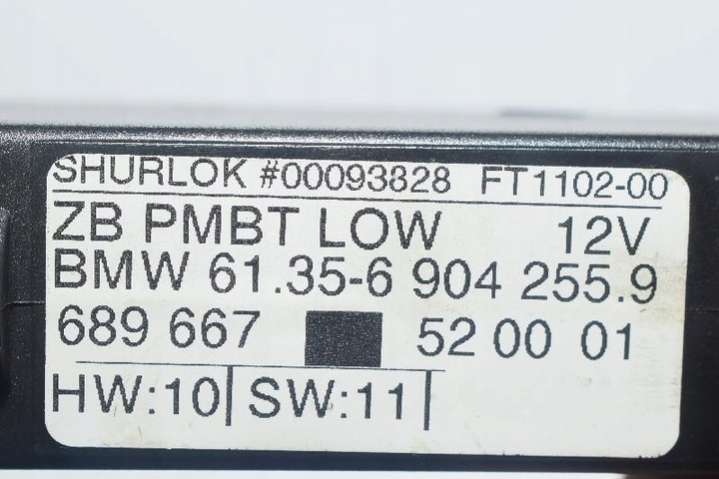 SHURLOK #00093828 FT1102-00
ZB PMBT LOW 12V
BMW 61.35-6 904 255.9
689 667 52 00 01
HW:10 SW:11